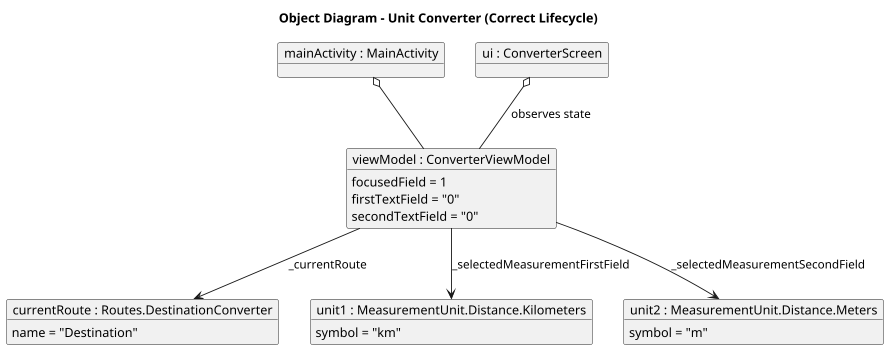 Object Diagram - Unit Converter (Correct Lifecycle)
mainActivity : MainActivity
ui : ConverterScreen
observes state
viewModel : ConverterViewModel
focusedField = 1
firstTextField = "0"
secondTextField = "0"
_currentRoute
_selectedMeasurementFirstField
_selectedMeasurementSecondField
currentRoute : Routes.DestinationConverter
name = "Destination"
unit1 : MeasurementUnit.Distance.Kilometers
symbol = "km"
unit2 : MeasurementUnit.Distance.Meters
symbol = "m"